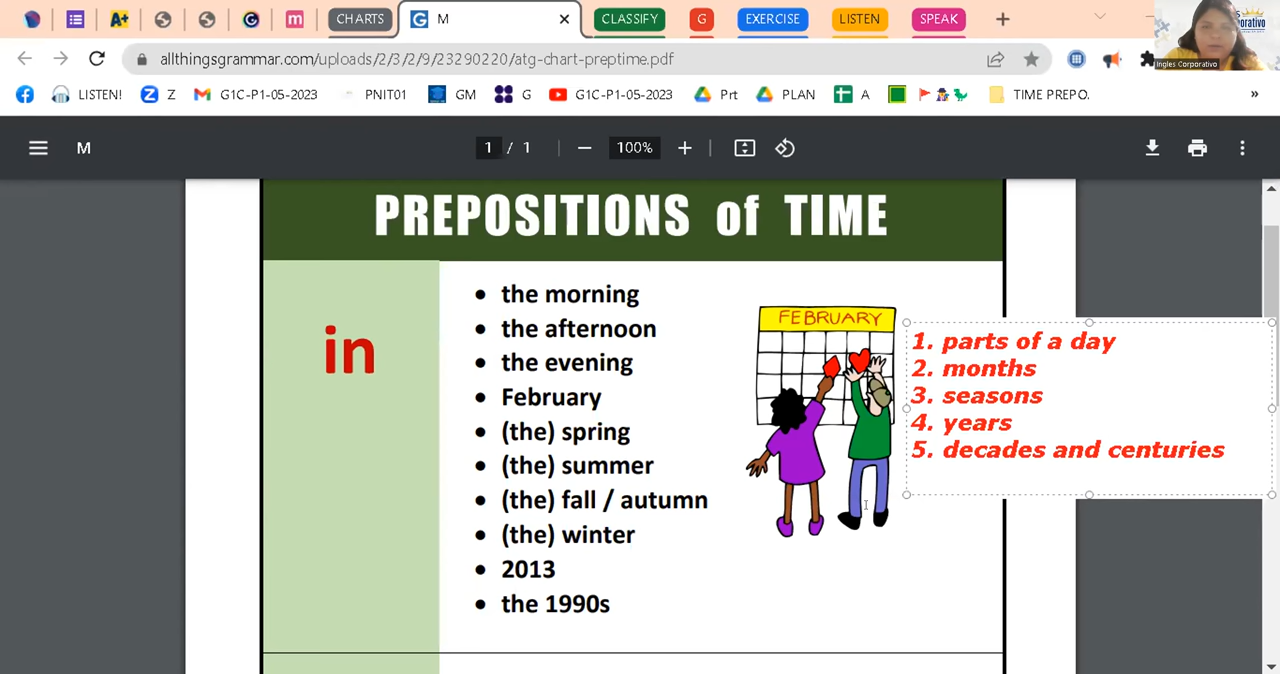 CHARTS
M
CLASSIFY
G
EXERCISE
LISTEN
SPEAK
allthingsgrammar.com/uploads/2/3/2/9/23290220/atg-chart-preptime.pdf
Ingles Corporativo
LISTEN!
Z
G1C-P1-05-2023
PNIT01
GM
G
G1C-P1-05-2023
Prt
PLAN
A
TIME PREPO.
»
M
1 / 1
100%
PREPOSITIONS of TIME
in
• the morning
• the afternoon
• the evening
• February
• (the) spring
• (the) summer
• (the) fall / autumn
• (the) winter
• 2013
• the 1990s
FEBRUARY
1. parts of a day
2. months
3. seasons
4. years
5. decades and centuries